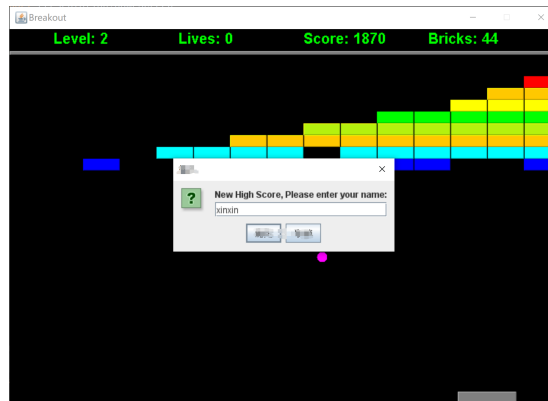 Breakout
Level: 2 Lives: 0 Score: 1870 Bricks: 44
New High Score, Please enter your name:
xinxin